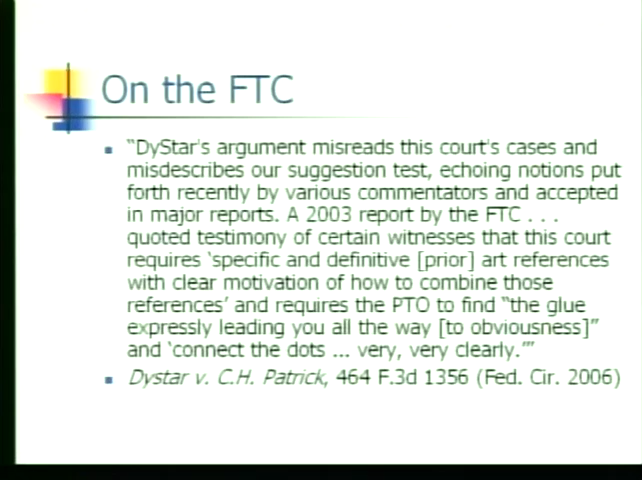 On the FTC
"DyStar's argument misreads this court's cases and
misdescribes our suggestion test, echoing notions put
forth recently by various commentators and accepted
in major reports. A 2003 report by the FTC . . .
quoted testimony of certain witnesses that this court
requires 'specific and definitive [prior] art references
with clear motivation of how to combine those
references' and requires the PTO to find "the glue
expressly leading you all the way [to obviousness]"
and 'connect the dots ... very, very clearly.'"
Dystar v. C.H. Patrick, 464 F.3d 1356 (Fed. Cir. 2006)